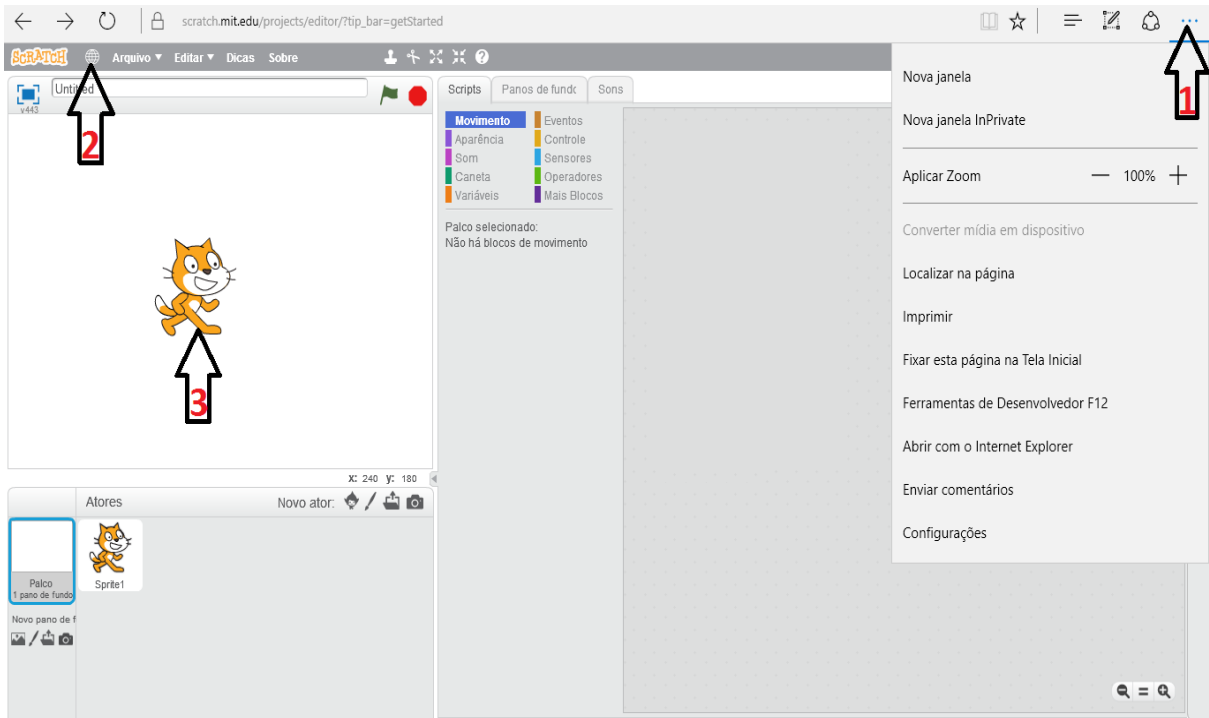 scratch.mit.edu/projects/editor/?tip_bar=getStarted
SCRATCH Arquivo Editar Dicas Sobre
v443
Scripts Panos de fundo Sons
Movimento Eventos
Aparência Controle
Som Sensores
Caneta Operadores
Variáveis Mais Blocos
Palco selecionado:
Não há blocos de movimento
1
2
3
Nova janela
Nova janela InPrivate
Aplicar Zoom — 100% +
Converter mídia em dispositivo
Localizar na página
Imprimir
Fixar esta página na Tela Inicial
Ferramentas de Desenvolvedor F12
Abrir com o Internet Explorer
Enviar comentários
Configurações
x: 240 y: 180
Atores Novo ator:
Palco
1 pano de fundo
Sprite1
Novo pano de f